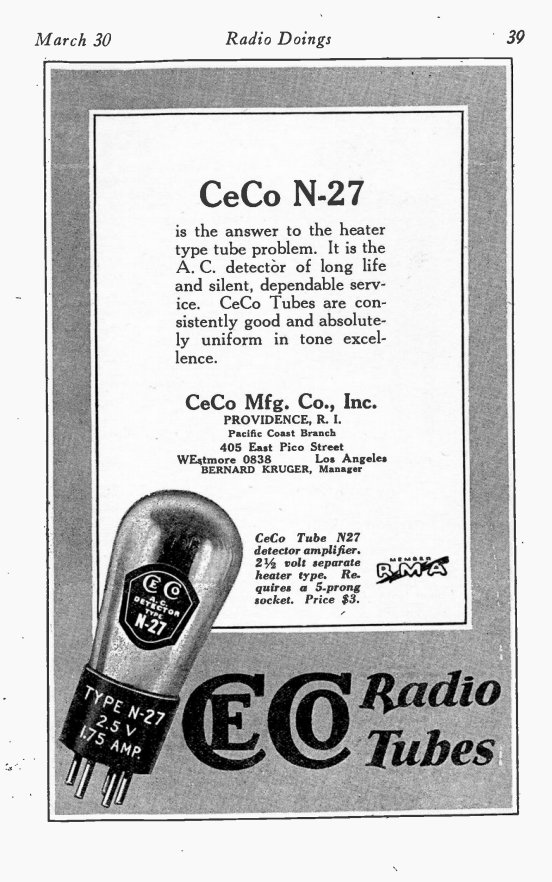 March 30 Radio Doings 39
CeCo N-27
is the answer to the heater
type tube problem. It is the
A. C. detector of long life
and silent, dependable serv-
ice. CeCo Tubes are con-
sistently good and absolute-
ly uniform in tone excel-
lence.
CeCo Mfg. Co., Inc.
PROVIDENCE, R. I.
Pacific Coast Branch
405 East Pico Street
WEstmore 0838 Los Angeles
BERNARD KRUGER, Manager
CeCo Tube N27
detector amplifier.
2½ volt separate
heater type. Re-
quires a 5-prong
socket. Price $3.
MEMBER
RMA
CECO
A.C.
DETECTOR
TYPE
N-27
TYPE N-27
2.5 V
1.75 AMP.
CECO Radio
Tubes